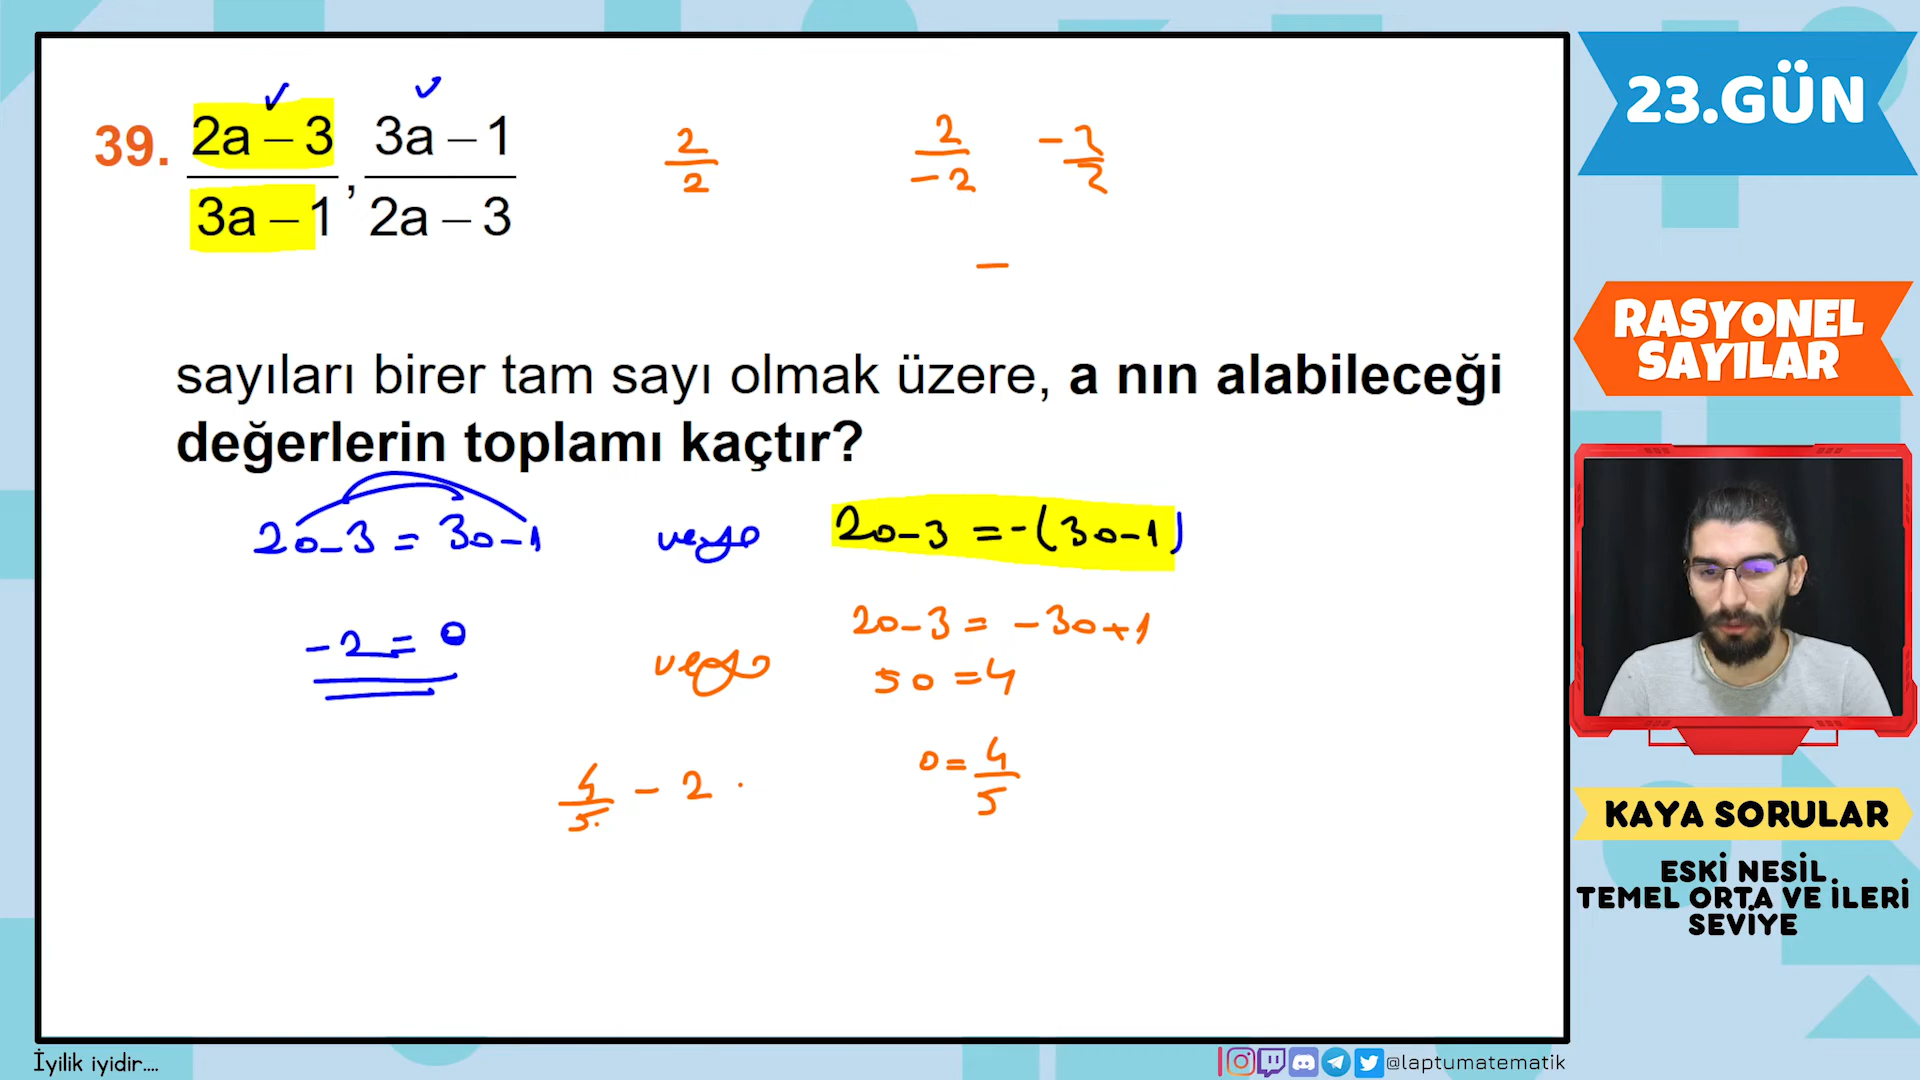 39. 2a – 3 / 3a – 1 , 3a – 1 / 2a – 3
2/2
2/-2 -2/2
–
sayıları birer tam sayı olmak üzere, a nın alabileceği
değerlerin toplamı kaçtır?
2a-3 = 3a-1 veya 2a-3 = -(3a-1)
-2 = a veya 2a-3 = -3a+1
5a = 4
4/5 - 2 . a = 4/5
23.GÜN
RASYONEL
SAYILAR
KAYA SORULAR
ESKİ NESİL
TEMEL ORTA VE İLERİ
SEVİYE
İyilik iyidir....
@laptumatematik